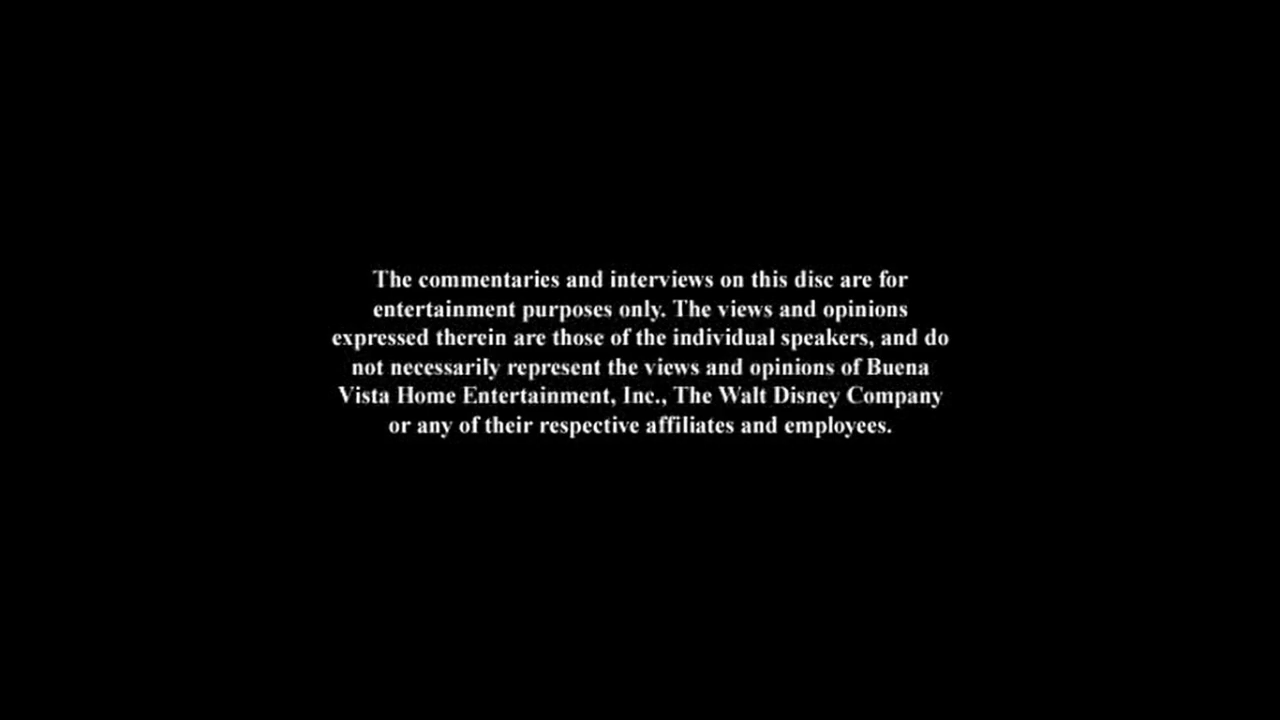 The commentaries and interviews on this disc are for
entertainment purposes only. The views and opinions
expressed therein are those of the individual speakers, and do
not necessarily represent the views and opinions of Buena
Vista Home Entertainment, Inc., The Walt Disney Company
or any of their respective affiliates and employees.